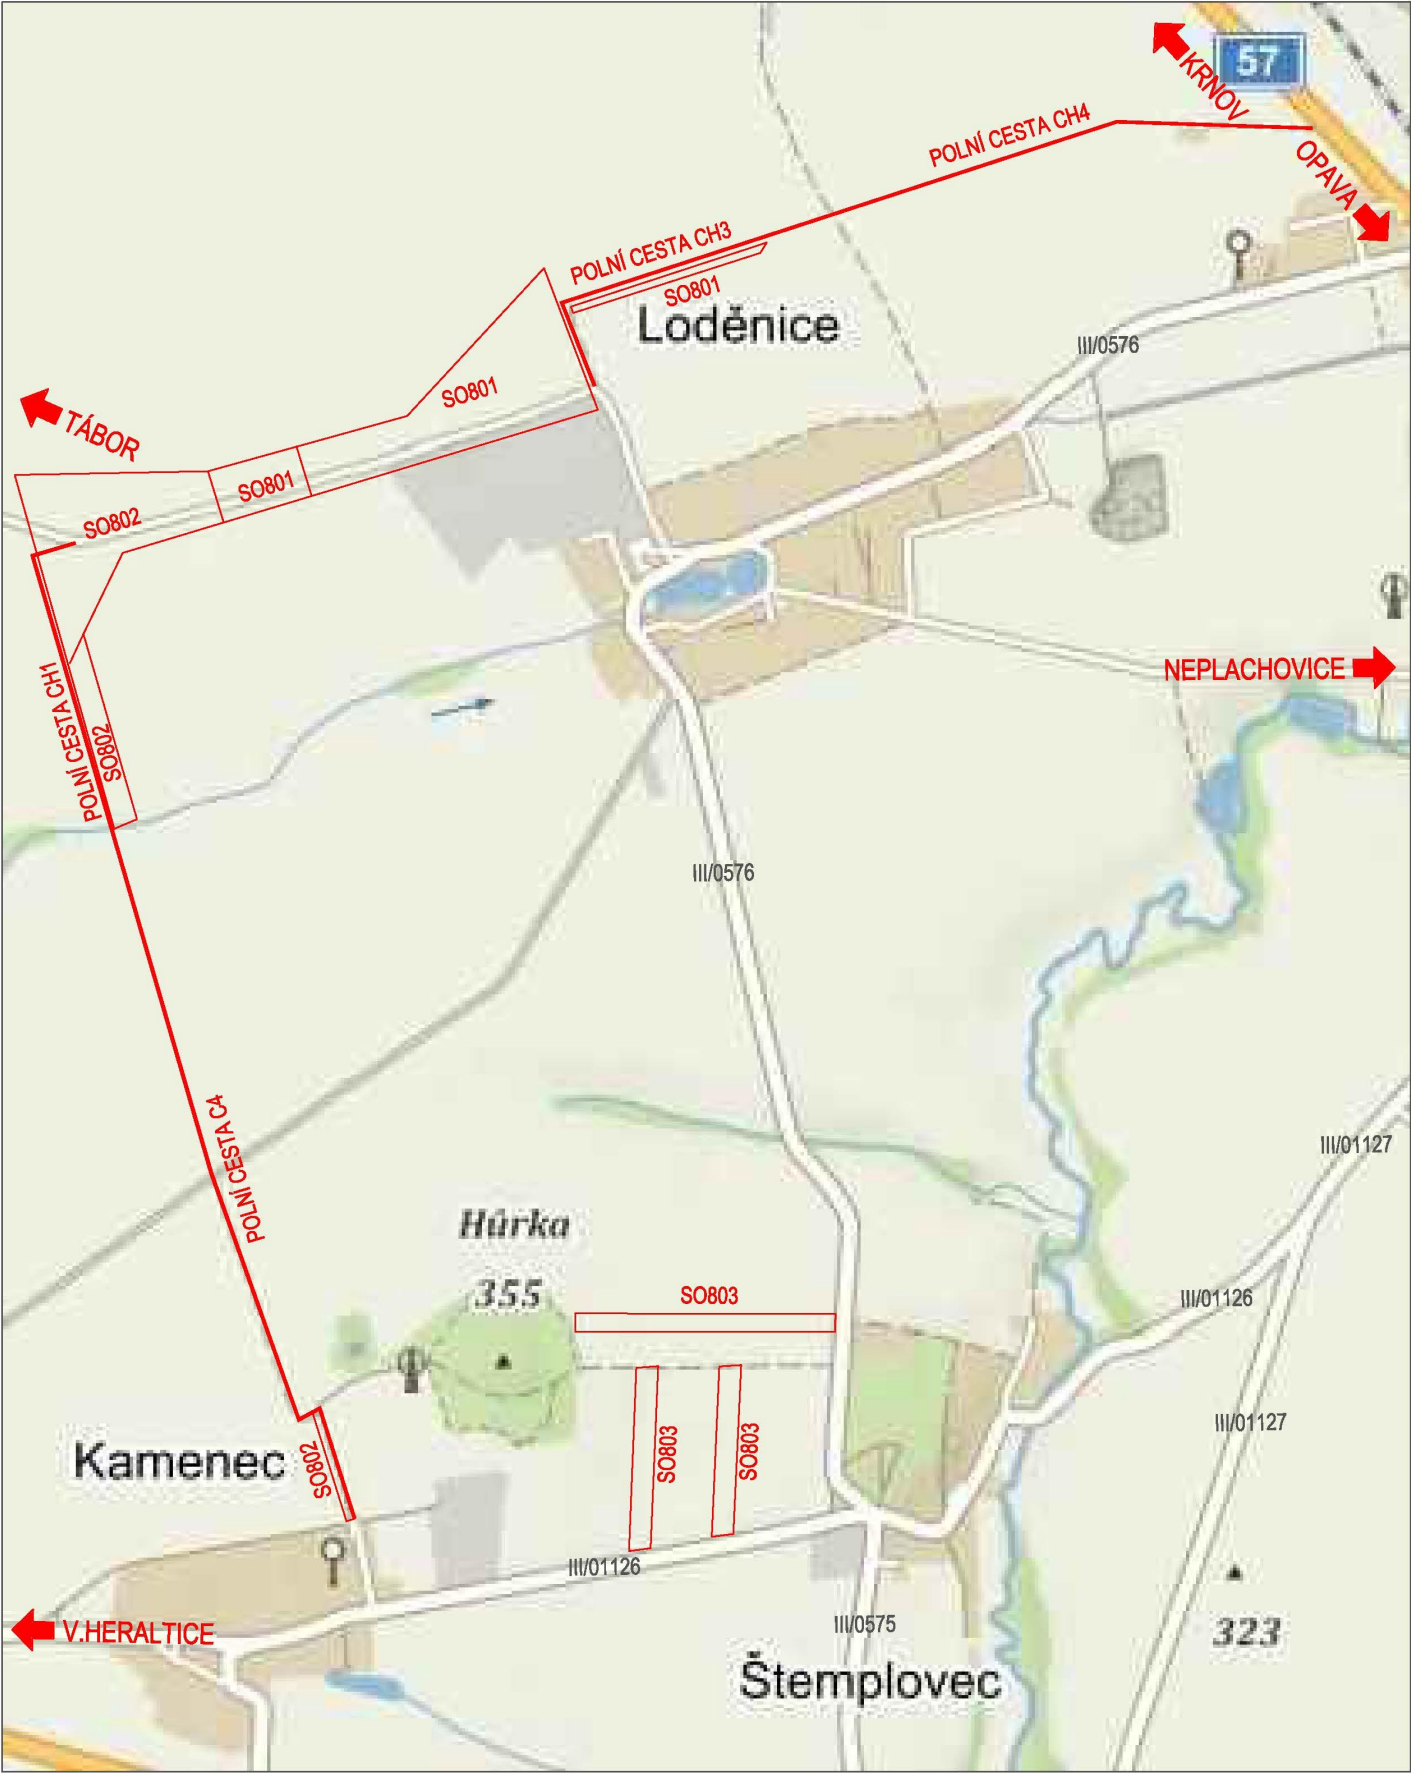 57
KRNOV
POLNÍ CESTA CH4
OPAVA
POLNÍ CESTA CH3
SO801
Loděnice
III/0576
SO801
TÁBOR
SO801
SO802
NEPLACHOVICE
POLNÍ CESTA CH1
SO802
III/0576
POLNÍ CESTA C4
III/01127
Hůrka
355
SO803
III/01126
III/01127
Kamenec
SO802
SO803
SO803
III/01126
V.HERALTICE
III/0575
323
Štemplovec